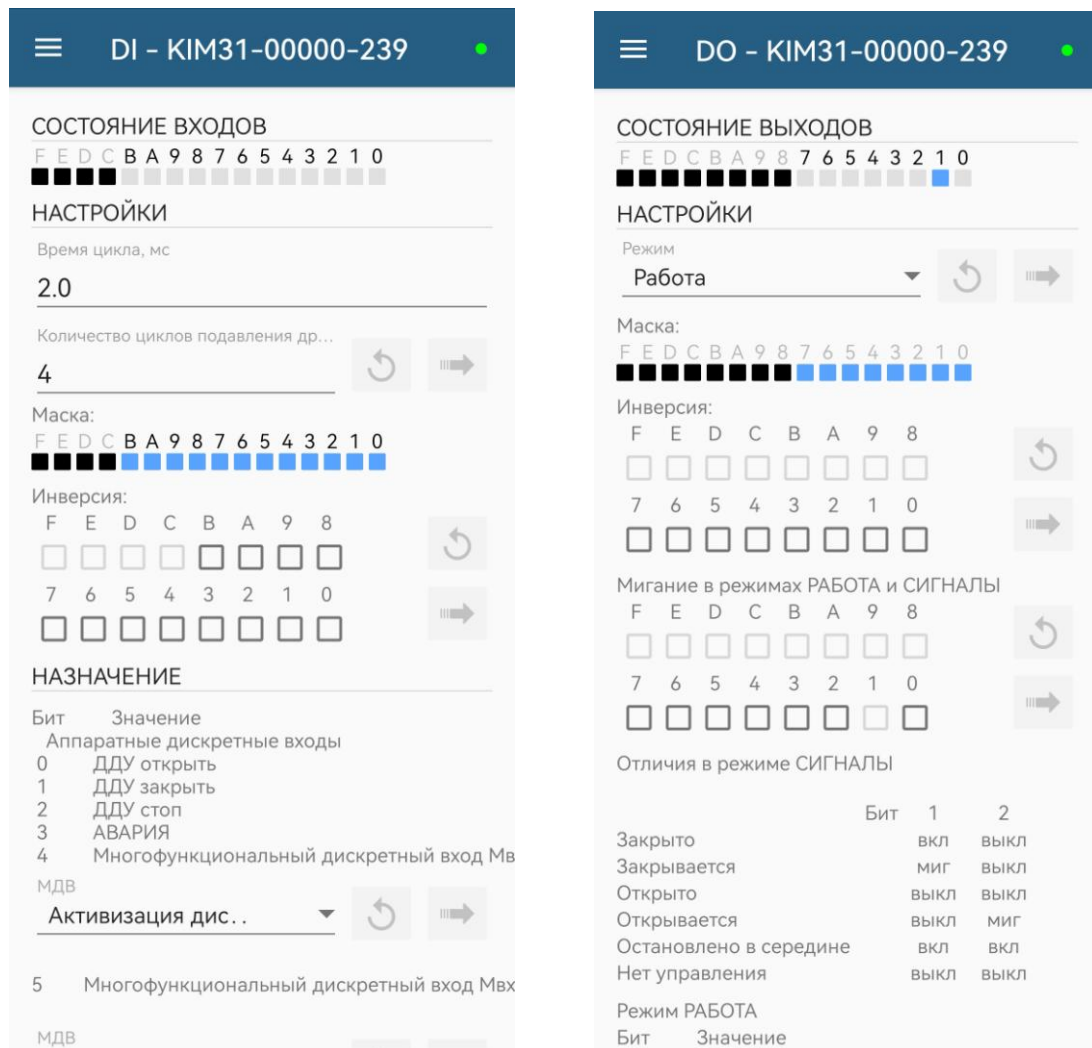 DI - KIM31-00000-239
СОСТОЯНИЕ ВХОДОВ
F E D C B A 9 8 7 6 5 4 3 2 1 0
НАСТРОЙКИ
Время цикла, мс
2.0
Количество циклов подавления др...
4
Маска:
F E D C B A 9 8 7 6 5 4 3 2 1 0
Инверсия:
F E D C B A 9 8
7 6 5 4 3 2 1 0
НАЗНАЧЕНИЕ
Бит Значение
Аппаратные дискретные входы
0 ДДУ открыть
1 ДДУ закрыть
2 ДДУ стоп
3 АВАРИЯ
4 Многофункциональный дискретный вход Мв
МДВ
Активизация дис..
5 Многофункциональный дискретный вход Мвх
МДВ
DO - KIM31-00000-239
СОСТОЯНИЕ ВЫХОДОВ
F E D C B A 9 8 7 6 5 4 3 2 1 0
НАСТРОЙКИ
Режим
Работа
Маска:
F E D C B A 9 8 7 6 5 4 3 2 1 0
Инверсия:
F E D C B A 9 8
7 6 5 4 3 2 1 0
Мигание в режимах РАБОТА и СИГНАЛЫ
F E D C B A 9 8
7 6 5 4 3 2 1 0
Отличия в режиме СИГНАЛЫ
Бит 1 2
Закрыто вкл выкл
Закрывается миг выкл
Открыто выкл выкл
Открывается выкл миг
Остановлено в середине вкл вкл
Нет управления выкл выкл
Режим РАБОТА
Бит Значение